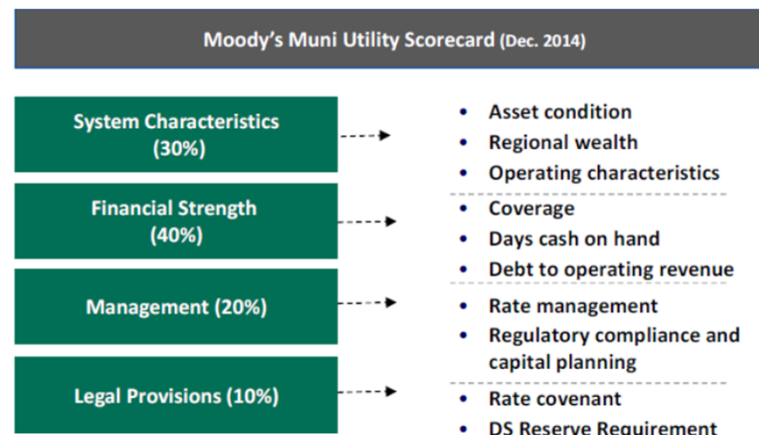 Moody's Muni Utility Scorecard (Dec. 2014)
System Characteristics
(30%)
• Asset condition
• Regional wealth
• Operating characteristics
Financial Strength
(40%)
• Coverage
• Days cash on hand
• Debt to operating revenue
Management (20%)
• Rate management
• Regulatory compliance and
capital planning
Legal Provisions (10%)
• Rate covenant
• DS Reserve Requirement